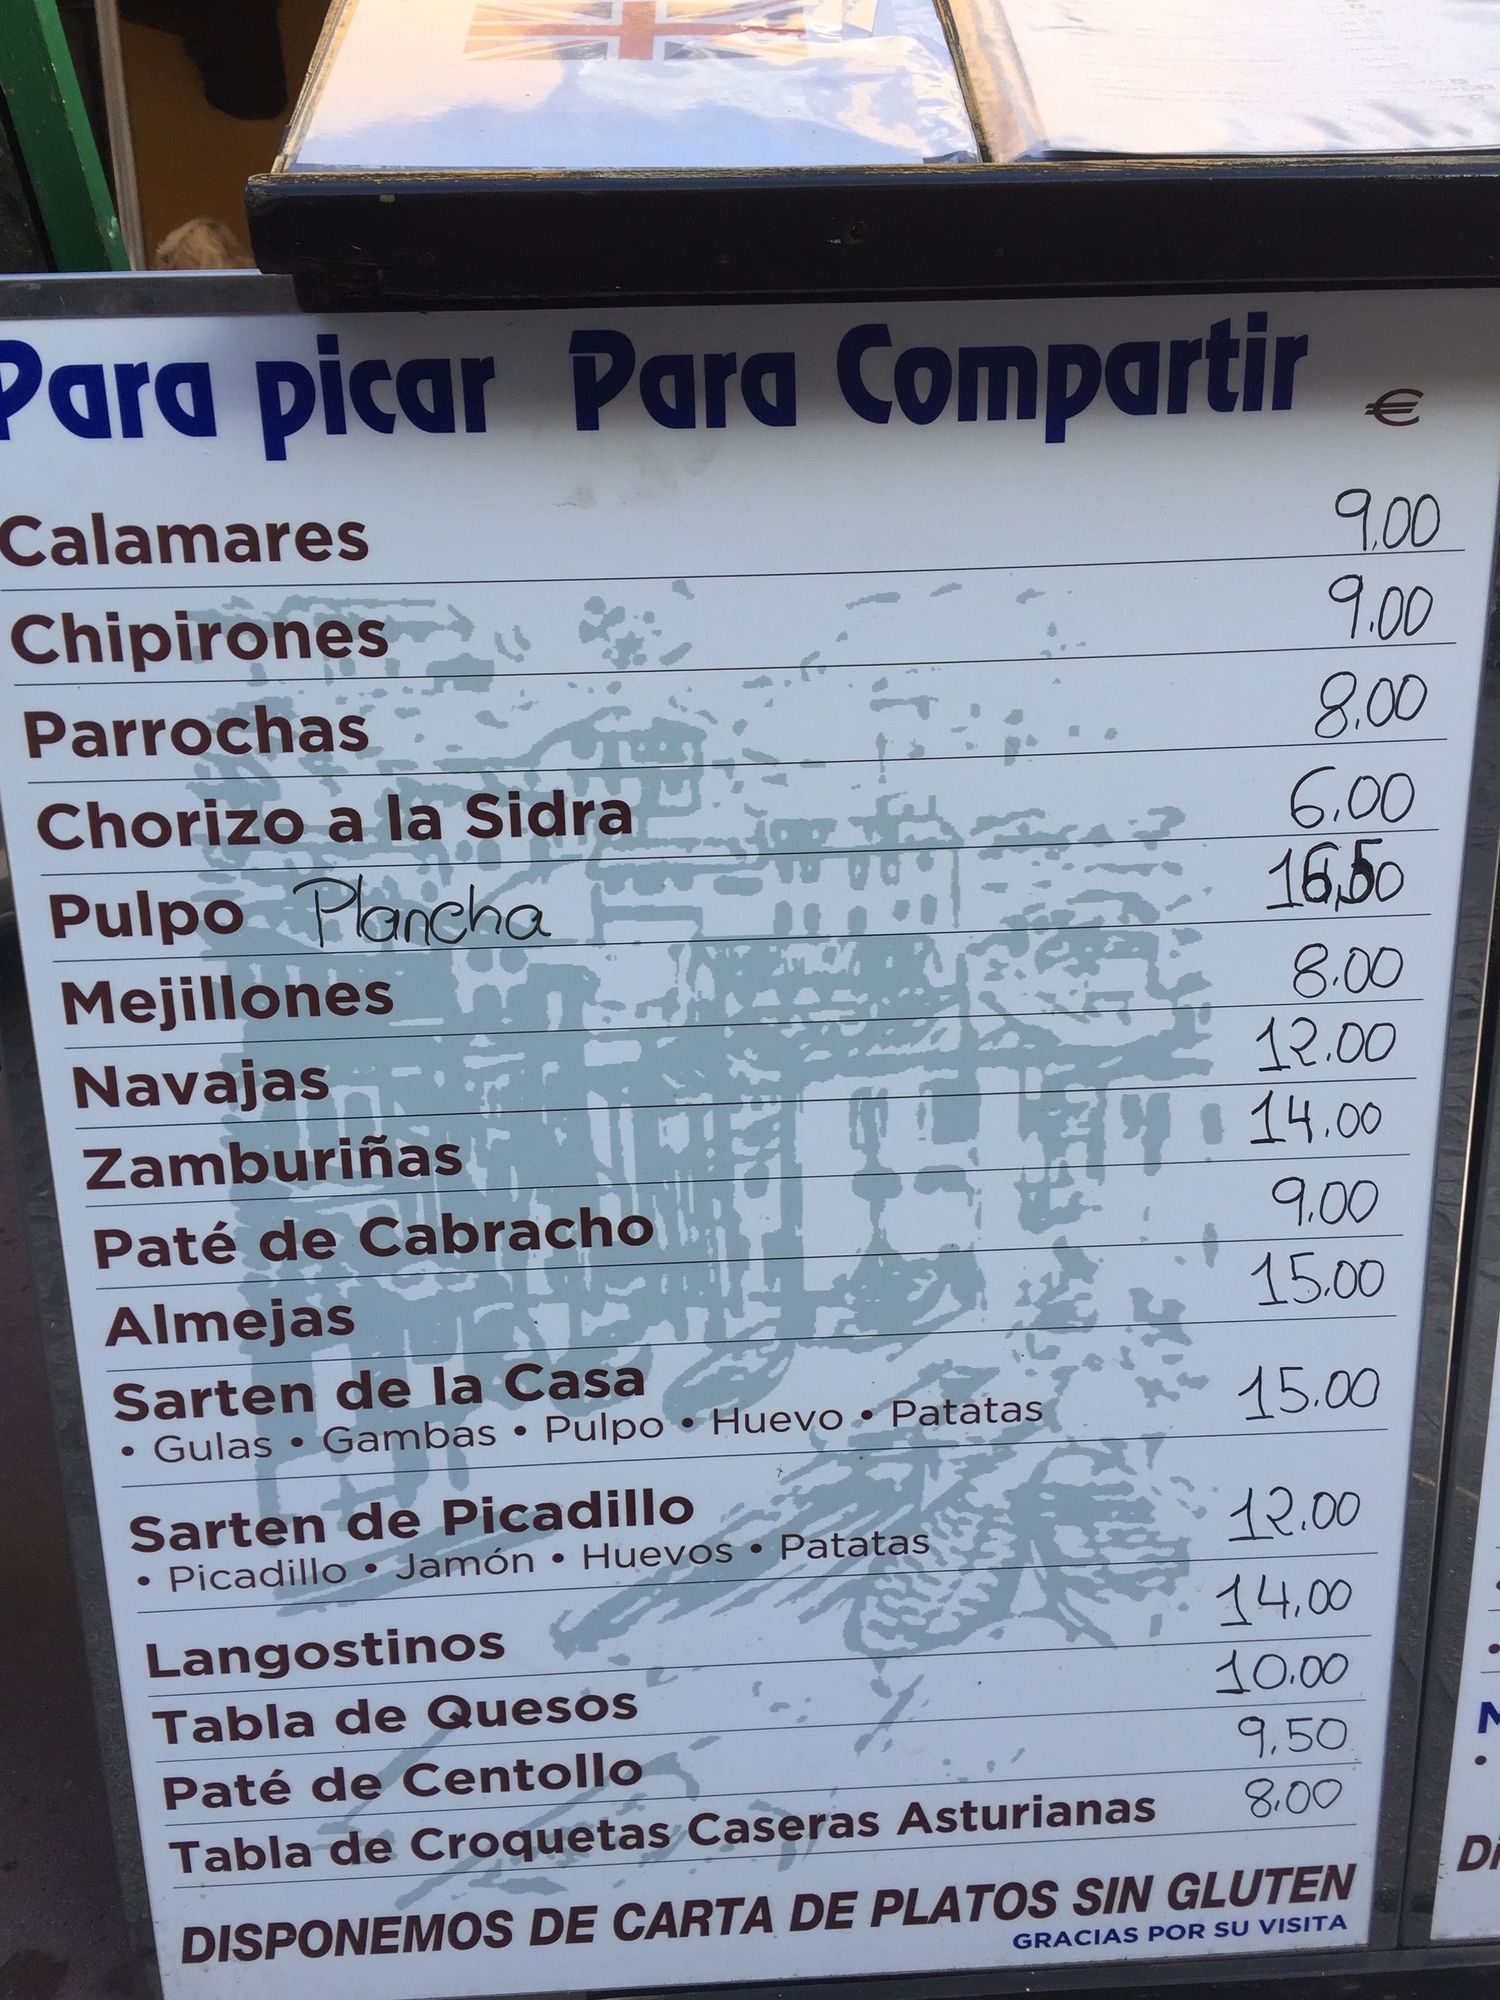 Para picar Para Compartir €
Calamares 9.00
Chipirones 9.00
Parrochas 8.00
Chorizo a la Sidra 6.00
Pulpo Plancha 16,50
Mejillones 8.00
Navajas 12.00
Zamburiñas 14.00
Paté de Cabracho 9.00
Almejas 15.00
Sarten de la Casa 15.00
• Gulas • Gambas • Pulpo • Huevo • Patatas
Sarten de Picadillo 12.00
• Picadillo • Jamón • Huevos • Patatas
Langostinos 14,00
Tabla de Quesos 10.00
Paté de Centollo 9,50
Tabla de Croquetas Caseras Asturianas 8.00
DISPONEMOS DE CARTA DE PLATOS SIN GLUTEN
GRACIAS POR SU VISITA